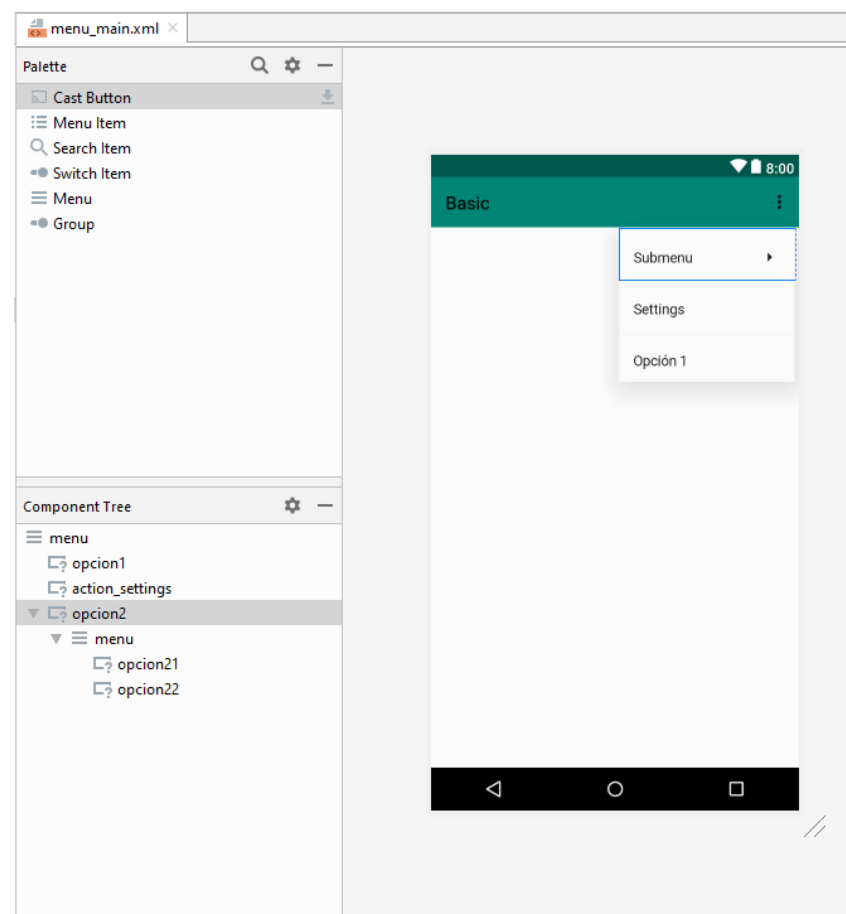 menu_main.xml
Palette
Cast Button
Menu Item
Search Item
Switch Item
Menu
Group
Component Tree
menu
opcion1
action_settings
opcion2
menu
opcion21
opcion22
8:00
Basic
Submenu
Settings
Opción 1